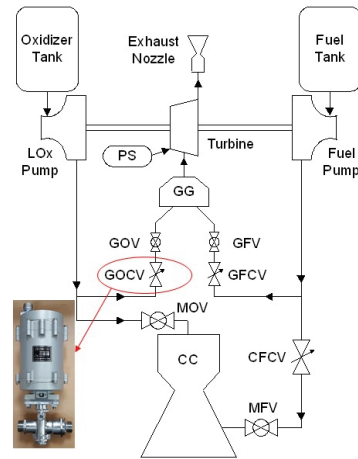 Oxidizer
Tank
Exhaust
Nozzle
Fuel
Tank
LOx
Pump
PS
Turbine
Fuel
Pump
GG
GOV
GFV
GOCV
GFCV
MOV
CC
CFCV
MFV